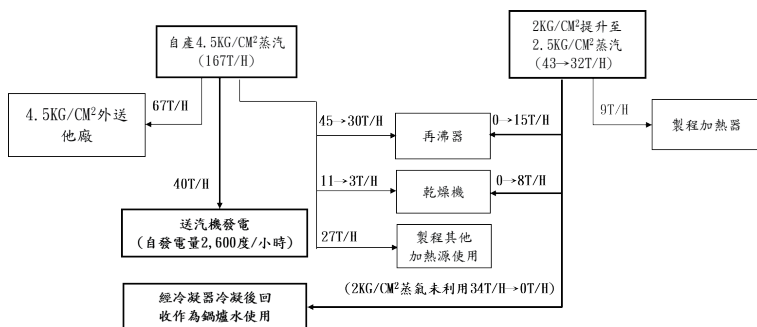 自產4.5KG/CM²蒸汽
(167T/H)
2KG/CM²提升至
2.5KG/CM²蒸汽
(43→32T/H)
4.5KG/CM²外送
他廠
67T/H
45→30T/H
再沸器
0→15T/H
9T/H
製程加熱器
40T/H
11→3T/H
乾燥機
0→8T/H
送汽機發電
(自發電量2,600度/小時)
27T/H
製程其他
加熱源使用
經冷凝器冷凝後回
收作為鍋爐水使用
(2KG/CM²蒸氣未利用34T/H→0T/H)